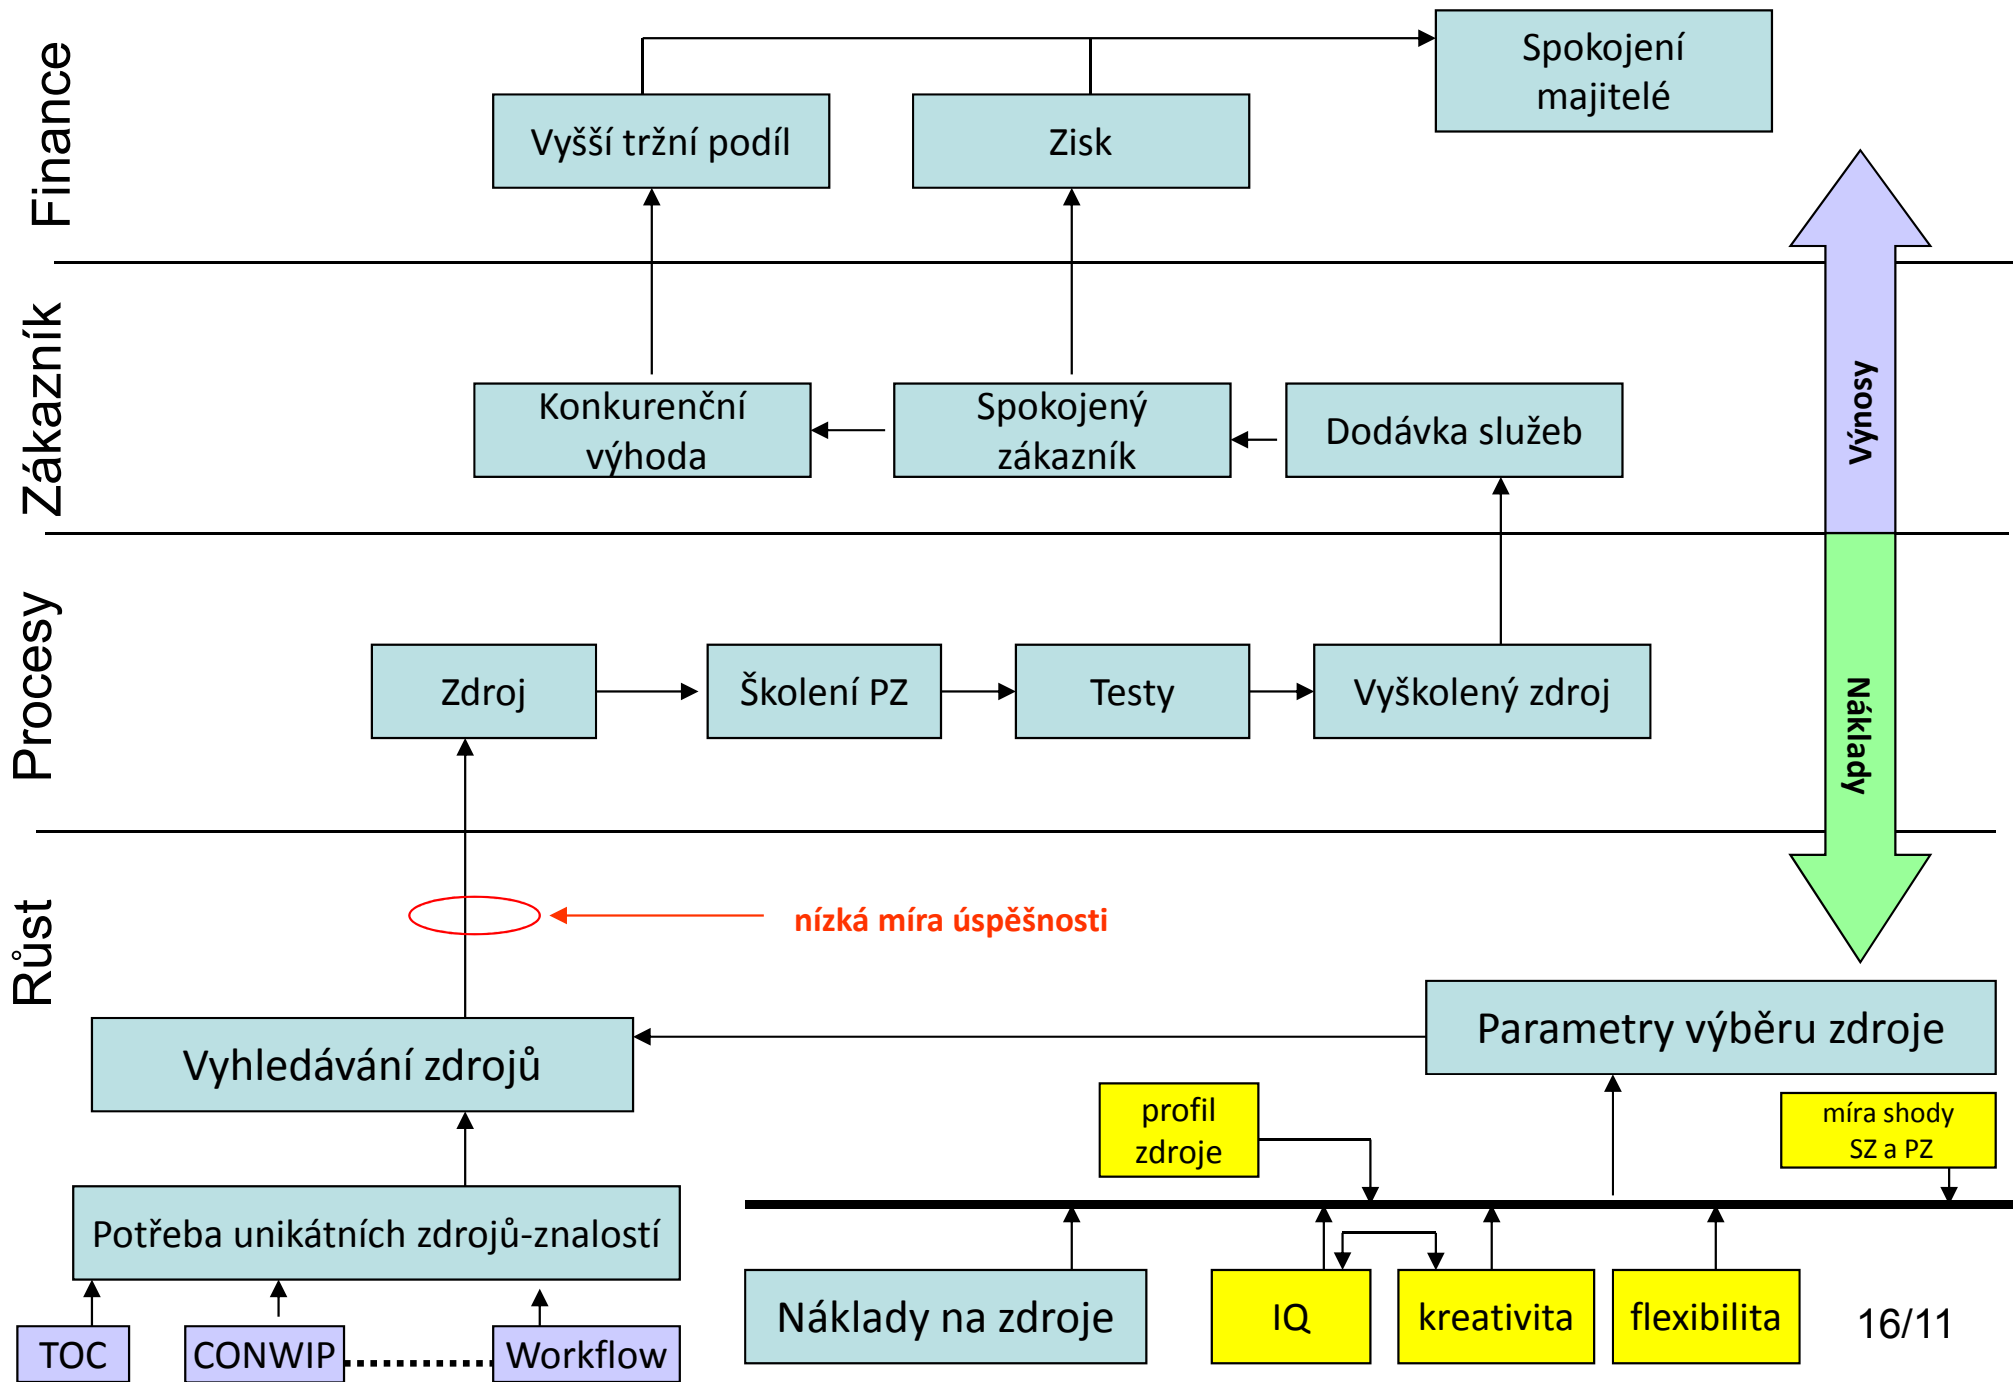 Finance
Spokojení
majitelé
Vyšší tržní podíl
Zisk
Zákazník
Konkurenční
výhoda
Spokojený
zákazník
Dodávka služeb
Výnosy
Procesy
Zdroj
Školení PZ
Testy
Vyškolený zdroj
Náklady
Růst
nízká míra úspěšnosti
Vyhledávání zdrojů
Parametry výběru zdroje
profil
zdroje
míra shody
SZ a PZ
Potřeba unikátních zdrojů-znalostí
Náklady na zdroje
IQ
kreativita
flexibilita
TOC
CONWIP
Workflow
16/11